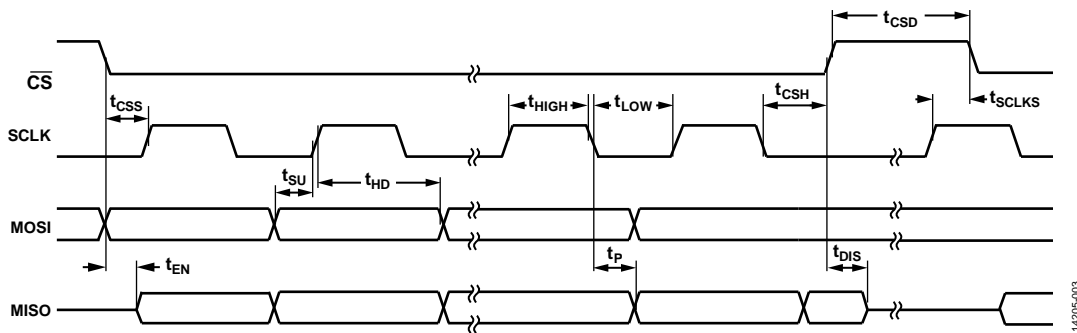 tCSD
CS
tCSS
tHIGH
tLOW
tCSH
tSCLKS
SCLK
tSU
tHD
MOSI
tEN
tP
tDIS
MISO
14205-003